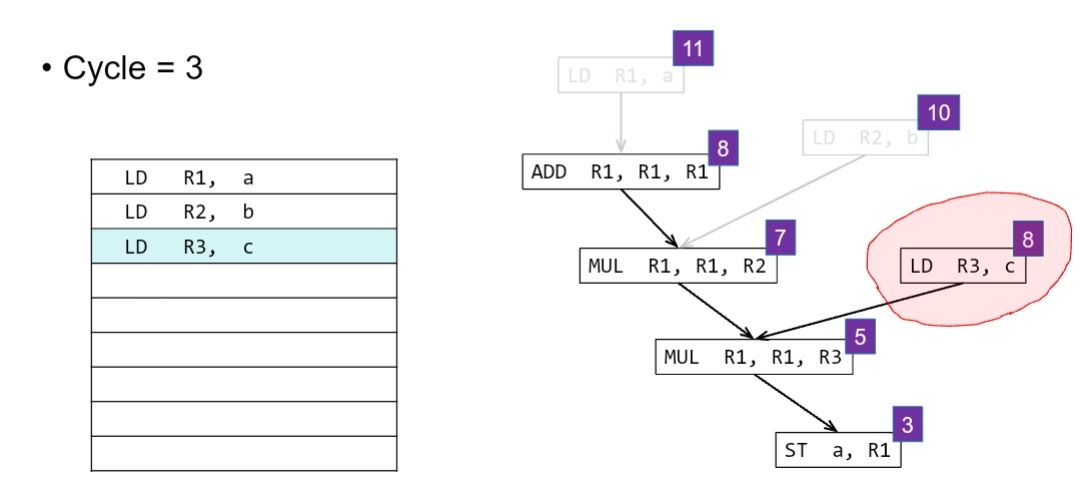 • Cycle = 3
LD R1, a
LD R2, b
LD R3, c
11
LD R1, a
10
LD R2, b
8
ADD R1, R1, R1
7
MUL R1, R1, R2
8
LD R3, c
5
MUL R1, R1, R3
3
ST a, R1